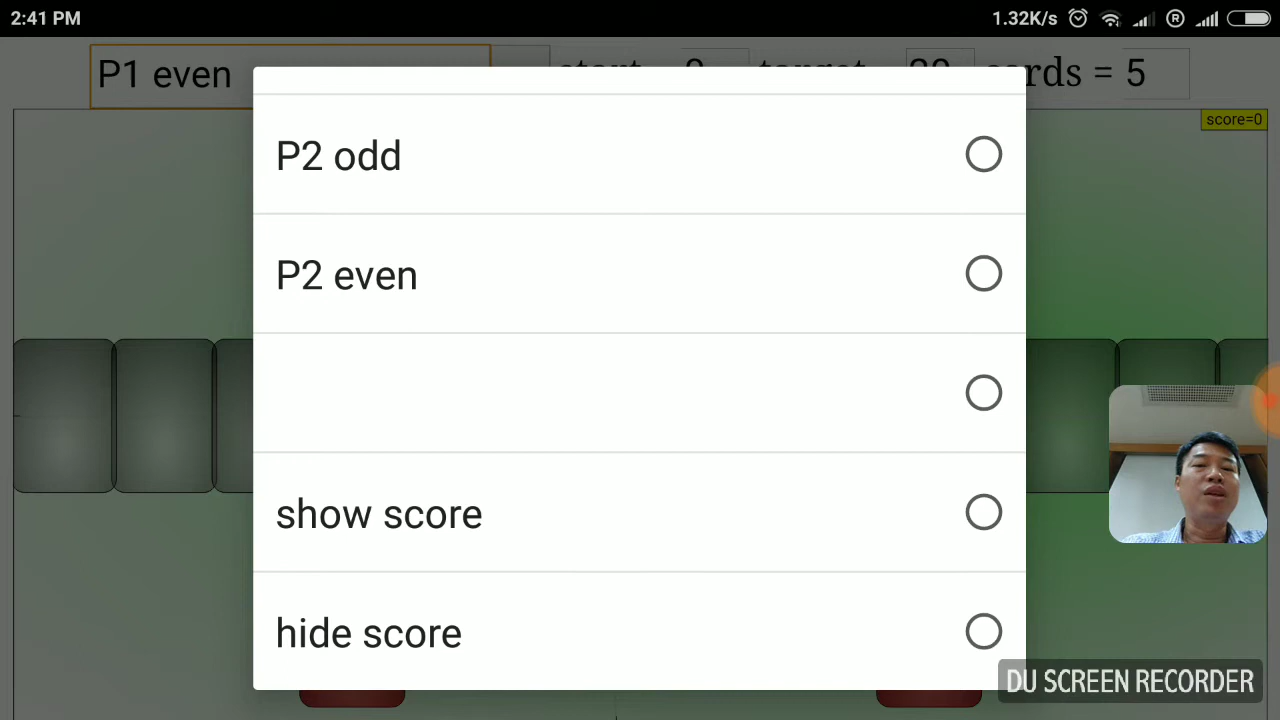 2:41 PM
1.32K/s
R
P1 even
cards = 5
score=0
P2 odd
P2 even
show score
hide score
DU SCREEN RECORDER